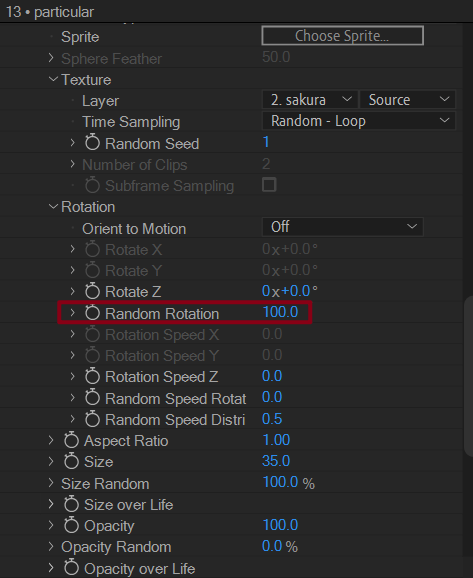 13 • particular
Sprite Choose Sprite...
Sphere Feather 50.0
Texture
Layer 2. sakura Source
Time Sampling Random - Loop
Random Seed 1
Number of Clips 2
Subframe Sampling
Rotation
Orient to Motion Off
Rotate X 0x+0.0°
Rotate Y 0x+0.0°
Rotate Z 0x+0.0°
Random Rotation 100.0
Rotation Speed X 0.0
Rotation Speed Y 0.0
Rotation Speed Z 0.0
Random Speed Rotat 0.0
Random Speed Distri 0.5
Aspect Ratio 1.00
Size 35.0
Size Random 100.0 %
Size over Life
Opacity 100.0
Opacity Random 0.0 %
Opacity over Life